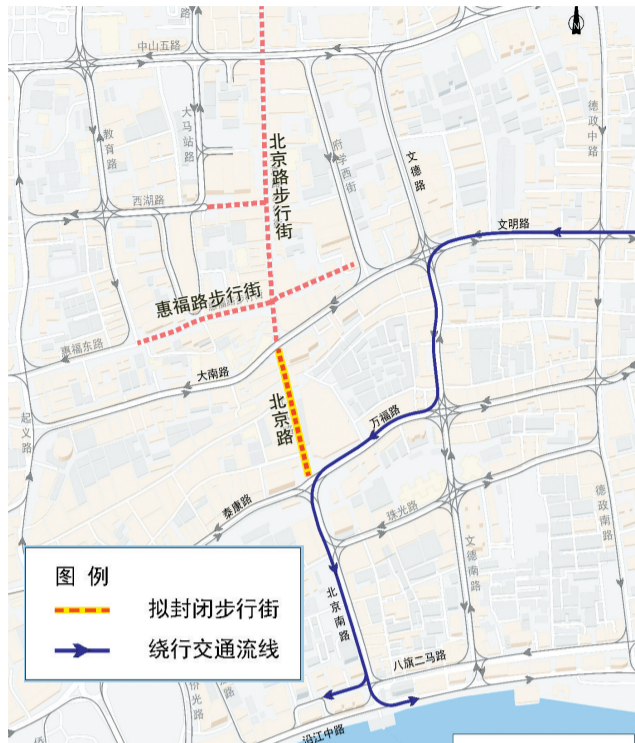 N
中山五路
教育路
大马站路
北京路步行街
府学西街
文德路
德政中路
西湖路
文明路
惠福路步行街
惠福东路
大南路
起义路
北京路
万福路
泰康路
珠光路
德政南路
文德南路
北京南路
八旗二马路
沿江中路
图例
拟封闭步行街
绕行交通流线